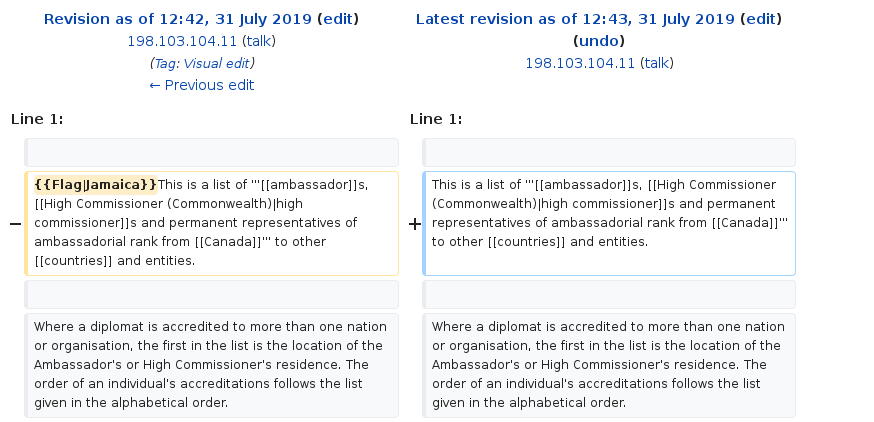 Revision as of 12:42, 31 July 2019 (edit)
198.103.104.11 (talk)
(Tag: Visual edit)
← Previous edit
Latest revision as of 12:43, 31 July 2019 (edit)
(undo)
198.103.104.11 (talk)
Line 1:
Line 1:
−
{{Flag|Jamaica}}This is a list of '''[[ambassador]]s,
[[High Commissioner (Commonwealth)|high
commissioner]]s and permanent representatives of
ambassadorial rank from [[Canada]]''' to other
[[countries]] and entities.
+
This is a list of '''[[ambassador]]s, [[High Commissioner
(Commonwealth)|high commissioner]]s and permanent
representatives of ambassadorial rank from [[Canada]]'''
to other [[countries]] and entities.
Where a diplomat is accredited to more than one nation
or organisation, the first in the list is the location of the
Ambassador's or High Commissioner's residence. The
order of an individual's accreditations follows the list
given in the alphabetical order.
Where a diplomat is accredited to more than one nation
or organisation, the first in the list is the location of the
Ambassador's or High Commissioner's residence. The
order of an individual's accreditations follows the list
given in the alphabetical order.